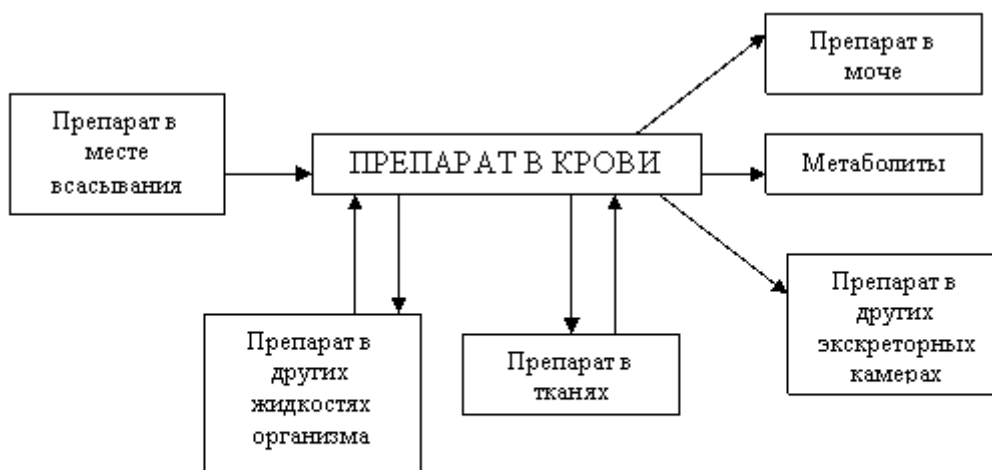 Препарат в
моче
Препарат в
месте
всасывания
ПРЕПАРАТ В КРОВИ
Метаболиты
Препарат в
других
экскреторных
камерах
Препарат в
других
жидкостях
организма
Препарат в
тканях